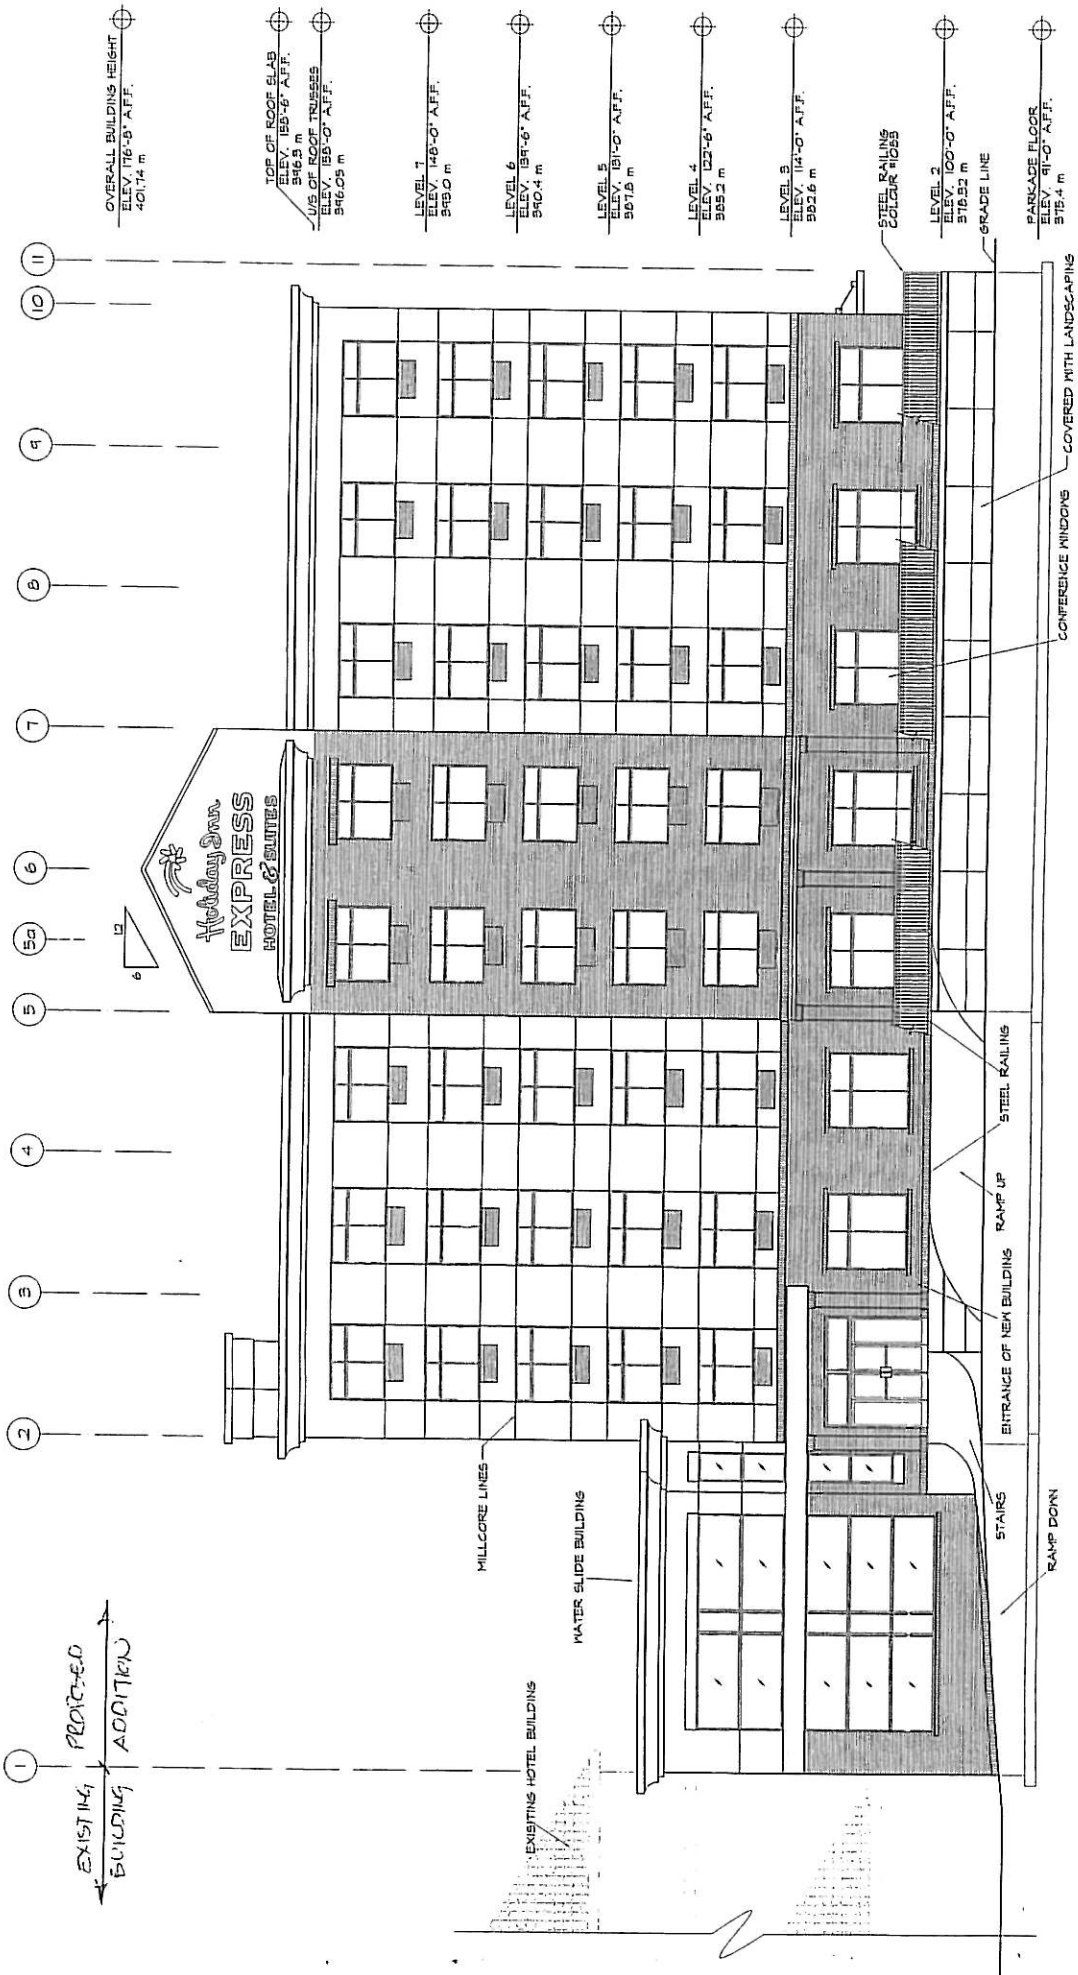 EXISTING
BUILDING
PROPOSED
ADDITION
1
2
3
4
5
5a
6
7
8
9
10
11
12
6
Holiday Inn
EXPRESS
HOTEL & SUITES
OVERALL BUILDING HEIGHT
ELEV. 176'-8" A.F.F.
401.74 m
TOP OF ROOF SLAB
ELEV. 158'-6" A.F.F.
U/S OF ROOF TRUSSES
ELEV. 158'-0" A.F.F.
396.05 m
LEVEL 7
ELEV. 148'-0" A.F.F.
393.0 m
LEVEL 6
ELEV. 139'-6" A.F.F.
390.4 m
LEVEL 5
ELEV. 131'-0" A.F.F.
387.8 m
LEVEL 4
ELEV. 122'-6" A.F.F.
385.2 m
LEVEL 3
ELEV. 114'-0" A.F.F.
382.6 m
STEEL RAILING
COLOUR #1055
LEVEL 2
ELEV. 100'-0" A.F.F.
378.32 m
GRADE LINE
PARKADE FLOOR
ELEV. 91'-0" A.F.F.
375.4 m
MILLCORE LINES
WATER SLIDE BUILDING
EXISITING HOTEL BUILDING
RAMP DOWN
STAIRS
ENTRANCE OF NEW BUILDING
RAMP UP
STEEL RAILING
CONFERENCE WINDOWS
COVERED WITH LANDSCAPING